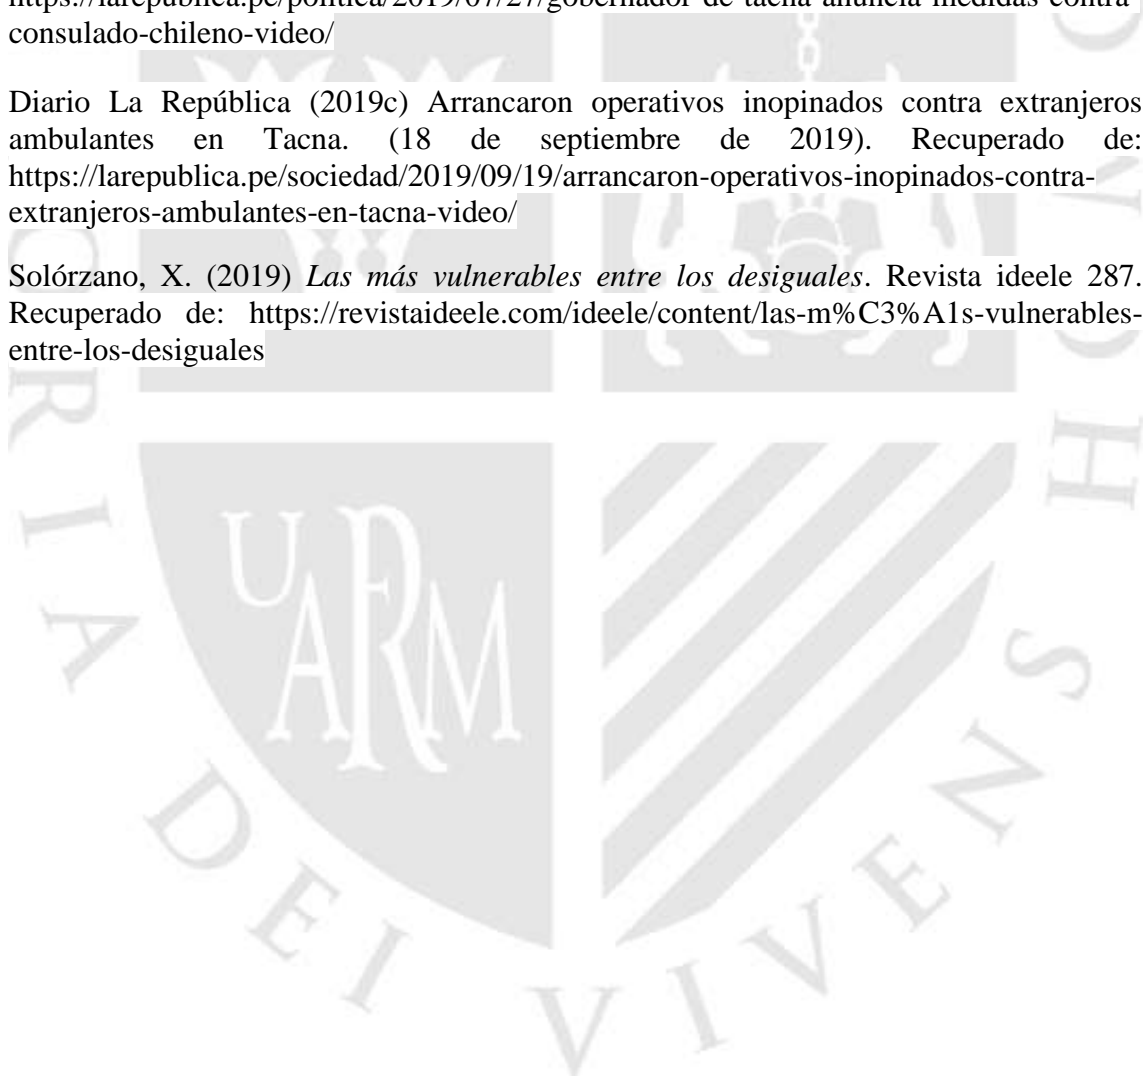 https://larepublica.pe/politica/2019/07/27/gobernador-de-tacna-anuncia-medidas-contra-
consulado-chileno-video/
Diario La República (2019c) Arrancaron operativos inopinados contra extranjeros
ambulantes en Tacna. (18 de septiembre de 2019). Recuperado de:
https://larepublica.pe/sociedad/2019/09/19/arrancaron-operativos-inopinados-contra-
extranjeros-ambulantes-en-tacna-video/
Solórzano, X. (2019) Las más vulnerables entre los desiguales. Revista ideele 287.
Recuperado de: https://revistaideele.com/ideele/content/las-m%C3%A1s-vulnerables-
entre-los-desiguales
UARM
DEI VIVENS